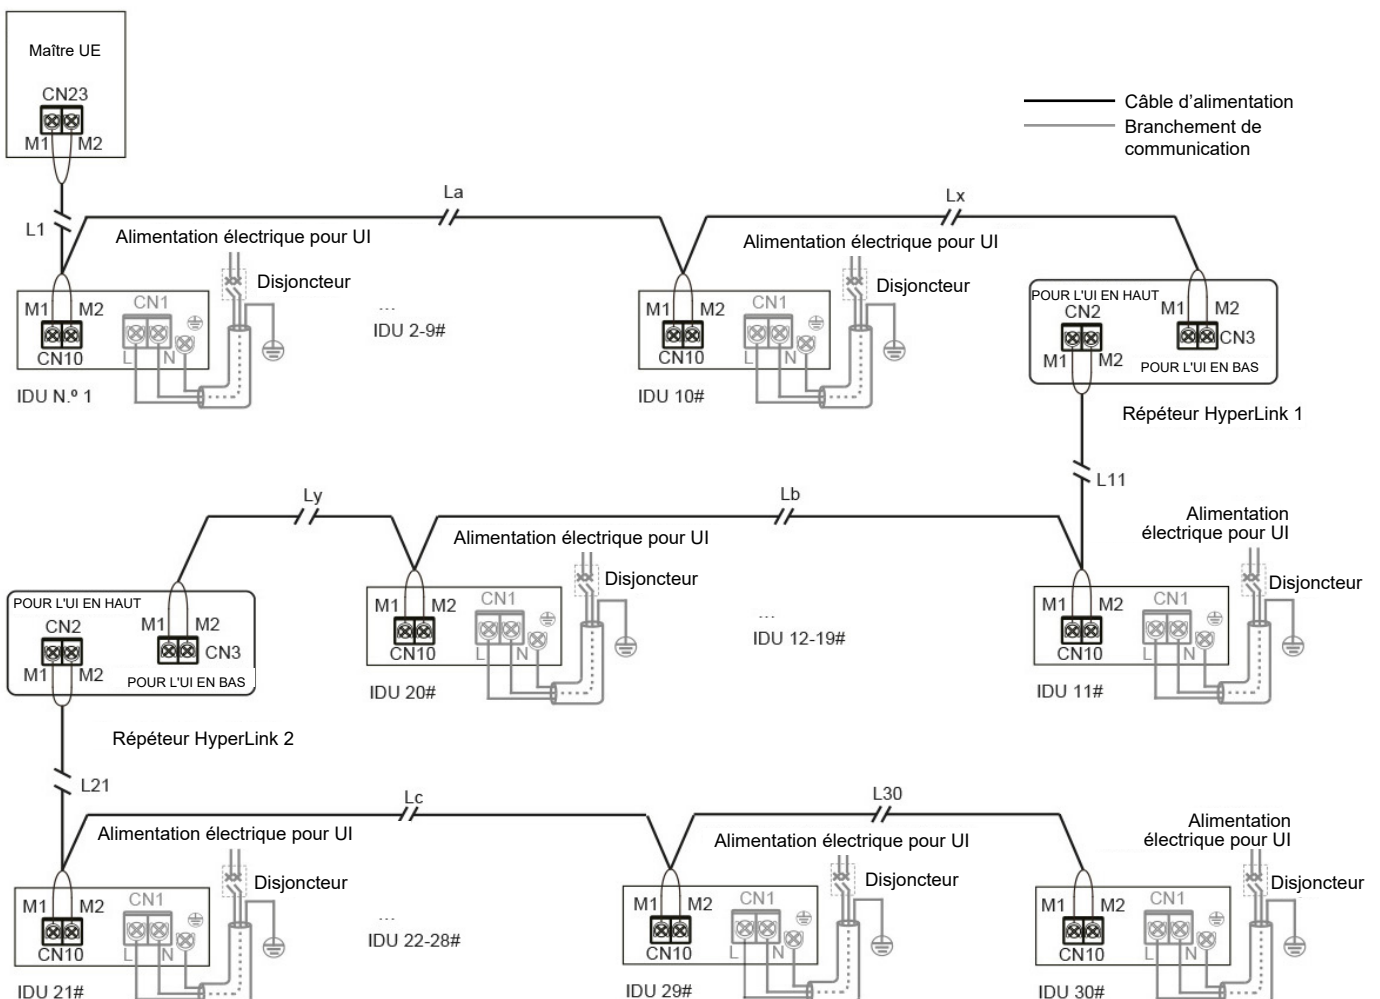 Maître UE
CN23
M1 M2
Câble d'alimentation
Branchement de
communication
L1
La
Lx
Alimentation électrique pour UI
Disjoncteur
M1 M2
CN1
CN10
L N
IDU N.º 1
...
IDU 2-9#
Alimentation électrique pour UI
Disjoncteur
M1 M2
CN1
CN10
L N
IDU 10#
POUR L'UI EN HAUT
CN2
M1 M2
M1 M2
CN3
POUR L'UI EN BAS
Répéteur HyperLink 1
L11
Ly
Lb
POUR L'UI EN HAUT
CN2
M1 M2
M1 M2
CN3
POUR L'UI EN BAS
Répéteur HyperLink 2
Alimentation électrique pour UI
Disjoncteur
M1 M2
CN1
CN10
L N
IDU 20#
...
IDU 12-19#
Alimentation
électrique pour UI
Disjoncteur
M1 M2
CN1
CN10
L N
IDU 11#
L21
Lc
L30
Alimentation électrique pour UI
Disjoncteur
M1 M2
CN1
CN10
L N
IDU 21#
...
IDU 22-28#
Alimentation électrique pour UI
Disjoncteur
M1 M2
CN1
CN10
L N
IDU 29#
Alimentation
électrique pour UI
Disjoncteur
M1 M2
CN1
CN10
L N
IDU 30#